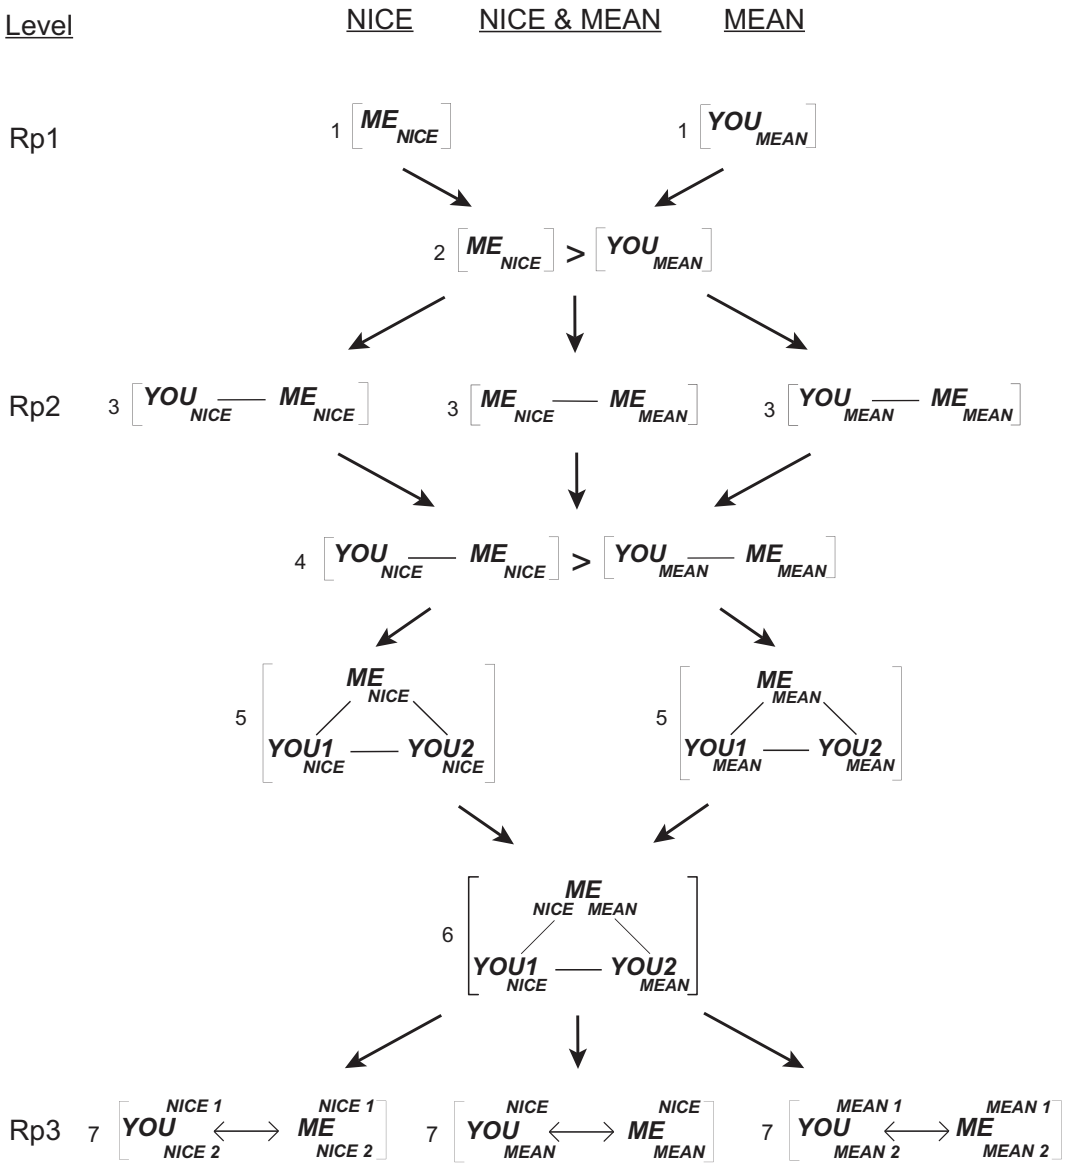 Level NICE NICE & MEAN MEAN
Rp1 1 [ME NICE] 1 [YOU MEAN]
2 [ME NICE] > [YOU MEAN]
Rp2 3 [YOU NICE — ME NICE] 3 [ME NICE — ME MEAN] 3 [YOU MEAN — ME MEAN]
4 [YOU NICE — ME NICE] > [YOU MEAN — ME MEAN]
ME NICE ME MEAN
5 5
YOU1 NICE — YOU2 NICE YOU1 MEAN — YOU2 MEAN
ME
NICE MEAN
6
YOU1 NICE — YOU2 MEAN
NICE 1 NICE 1 NICE NICE MEAN 1 MEAN 1
Rp3 7 [YOU ↔ ME] 7 [YOU ↔ ME] 7 [YOU ↔ ME]
NICE 2 NICE 2 MEAN MEAN MEAN 2 MEAN 2